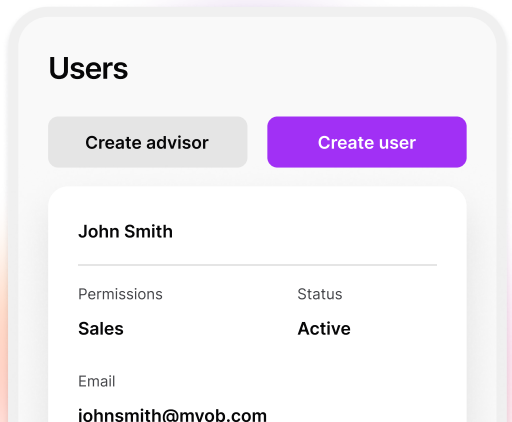 Users
Create advisor
Create user
John Smith
Permissions
Status
Sales
Active
Email
johnsmith@myob.com